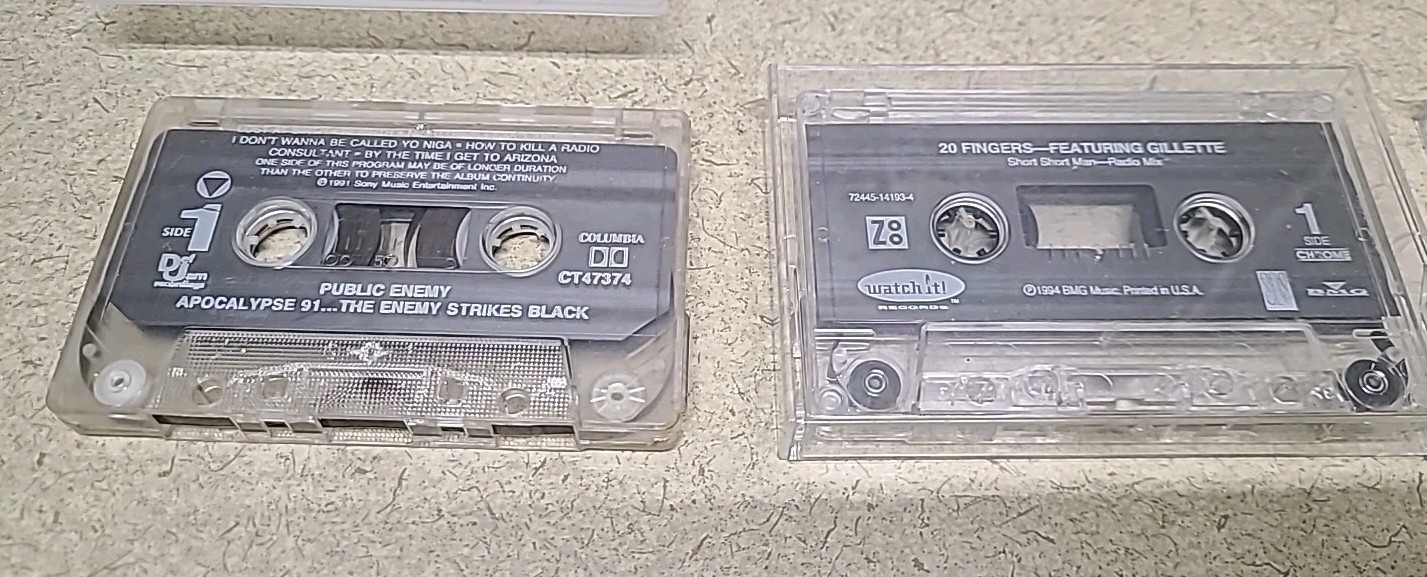 I DON'T WANNA BE CALLED YO NIGA • HOW TO KILL A RADIO
CONSULTANT • BY THE TIME I GET TO ARIZONA
ONE SIDE OF THIS PROGRAM MAY BE OF LONGER DURATION
THAN THE OTHER TO PRESERVE THE ALBUM CONTINUITY.
©1991 Sony Music Entertainment Inc.
SIDE 1
Def Jam
recordings
COLUMBIA
CT47374
PUBLIC ENEMY
APOCALYPSE 91...THE ENEMY STRIKES BLACK
20 FINGERS—FEATURING GILLETTE
Short Short Man—Radio Mix
72445-14193-4
Z
1
SIDE
CHROME
watch it!™
RECORDS
℗1994 BMG Music. Printed in U.S.A.
BMG